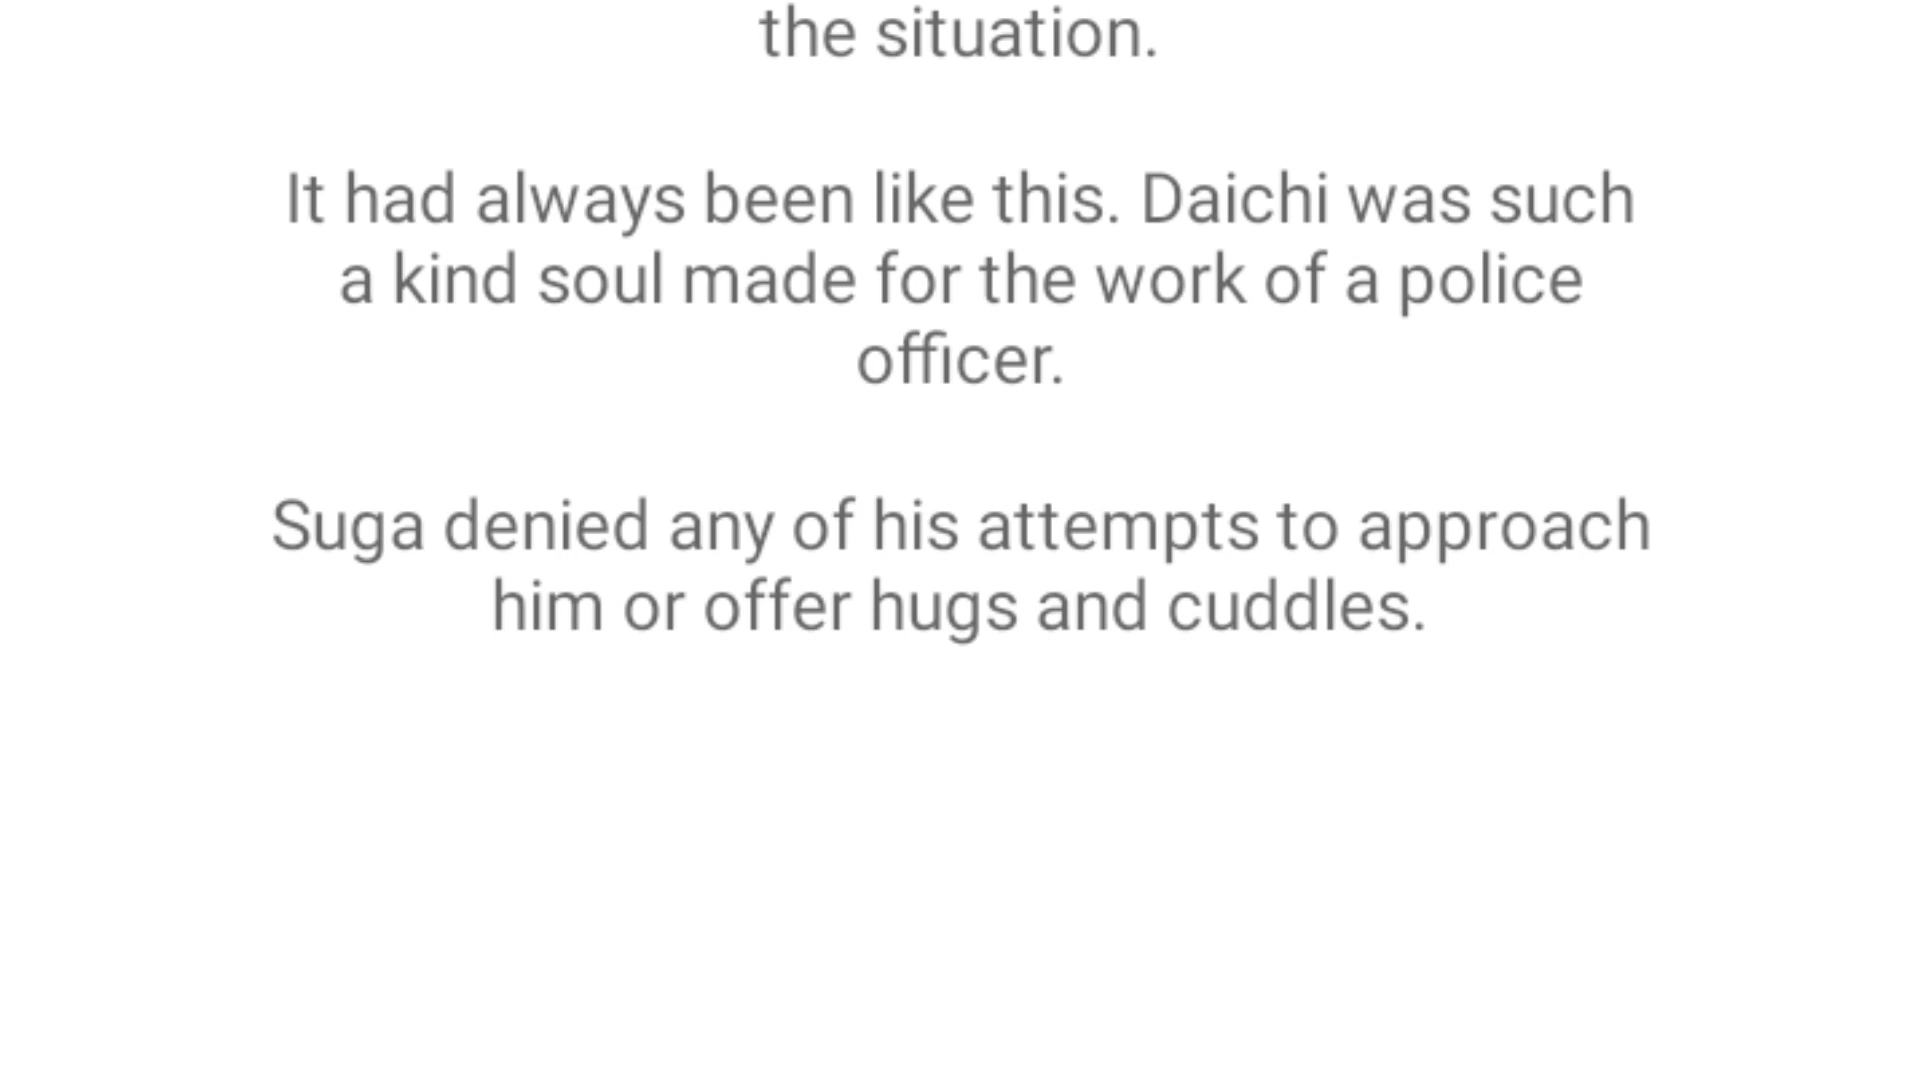 the situation.
It had always been like this. Daichi was such
a kind soul made for the work of a police
officer.
Suga denied any of his attempts to approach
him or offer hugs and cuddles.